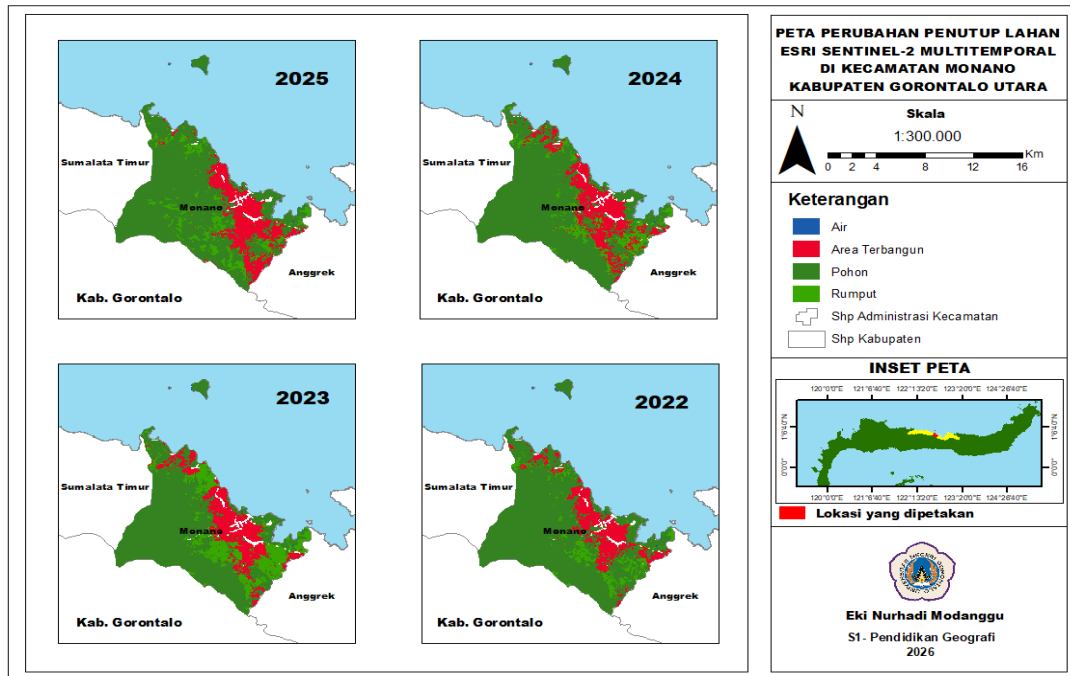 2025
Sumalata Timur
Monano
Anggrek
Kab. Gorontalo
2024
Sumalata Timur
Monano
Anggrek
Kab. Gorontalo
2023
Sumalata Timur
Monano
Anggrek
Kab. Gorontalo
2022
Sumalata Timur
Monano
Anggrek
Kab. Gorontalo
PETA PERUBAHAN PENUTUP LAHAN
ESRI SENTINEL-2 MULTITEMPORAL
DI KECAMATAN MONANO
KABUPATEN GORONTALO UTARA
N
Skala
1:300.000
Km
0 2 4 8 12 16
Keterangan
Air
Area Terbangun
Pohon
Rumput
Shp Administrasi Kecamatan
Shp Kabupaten
INSET PETA
120°0'0"E 121°6'40"E 122°13'20"E 123°20'0"E 124°26'40"E
1°6'40"N 1°6'40"N
0°0'0" 0°0'0"
120°0'0"E 121°6'40"E 122°13'20"E 123°20'0"E 124°26'40"E
Lokasi yang dipetakan
Eki Nurhadi Modanggu
S1- Pendidikan Geografi
2026